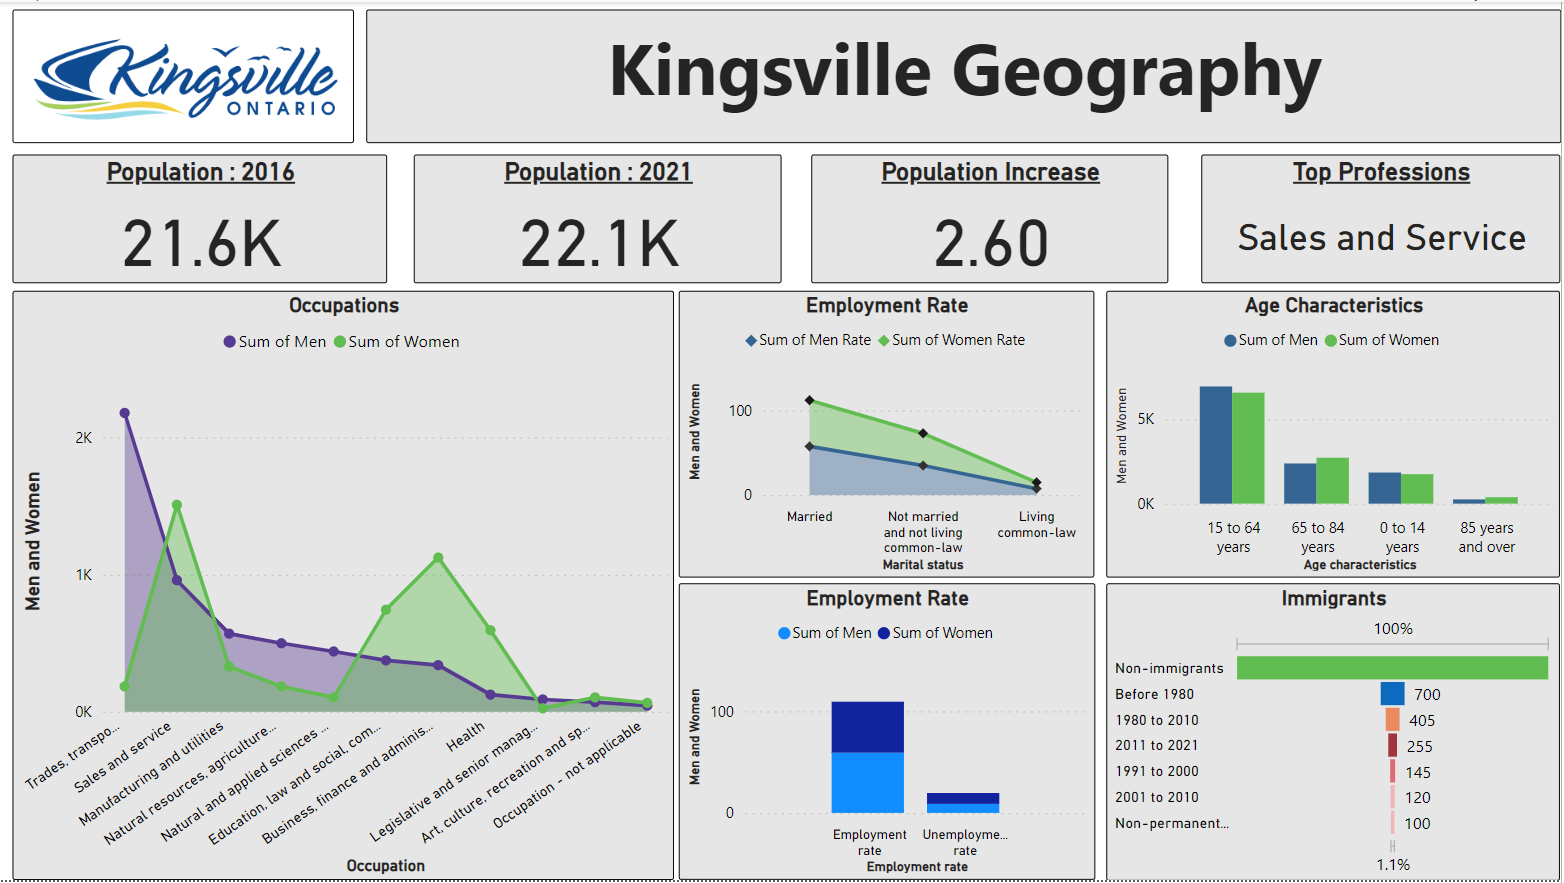 Kingsville
ONTARIO
Kingsville Geography
Population : 2016
21.6K
Population : 2021
22.1K
Population Increase
2.60
Top Professions
Sales and Service
Occupations
Sum of Men Sum of Women
Men and Women
2K
1K
0K
Trades, transpo...
Sales and service
Manufacturing and utilities
Natural resources, agriculture...
Natural and applied sciences ...
Education, law and social, com...
Business, finance and adminis...
Health
Legislative and senior manag...
Art, culture, recreation and sp...
Occupation - not applicable
Occupation
Employment Rate
Sum of Men Rate Sum of Women Rate
Men and Women
100
0
Married
Not married
and not living
common-law
Living
common-law
Marital status
Age Characteristics
Sum of Men Sum of Women
Men and Women
5K
0K
15 to 64
years
65 to 84
years
0 to 14
years
85 years
and over
Age characteristics
Employment Rate
Sum of Men Sum of Women
Men and Women
100
0
Employment
rate
Unemployme...
rate
Employment rate
Immigrants
100%
Non-immigrants
Before 1980 700
1980 to 2010 405
2011 to 2021 255
1991 to 2000 145
2001 to 2010 120
Non-permanent... 100
1.1%